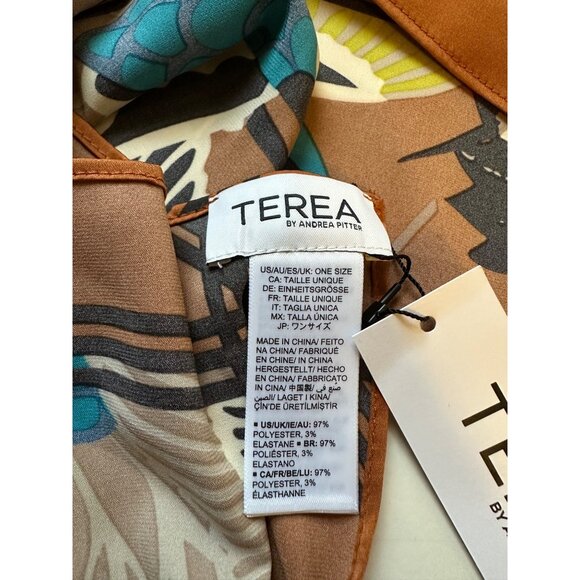 TEREA
BY ANDREA PITTER
US/AU/ES/UK: ONE SIZE
CA: TAILLE UNIQUE
DE: EINHEITSGRÖSSE
FR: TAILLE UNIQUE
IT: TAGLIA UNICA
MX: TALLA ÚNICA
JP: ワンサイズ
MADE IN CHINA/ FEITO
NA CHINA/ FABRIQUÉ
EN CHINE/ IN CHINA
HERGESTELLT/ HECHO
EN CHINA/ FABBRICATO
IN CINA/ 中国製/ صنع في
الصين/ LAGET I KINA/
ÇİN'DE ÜRETİLMİŞTİR
■ US/UK/IE/AU: 97%
POLYESTER, 3%
ELASTANE ■ BR: 97%
POLIÉSTER, 3%
ELASTANO
■ CA/FR/BE/LU: 97%
POLYESTER, 3%
ÉLASTHANNE
TE
BY AND